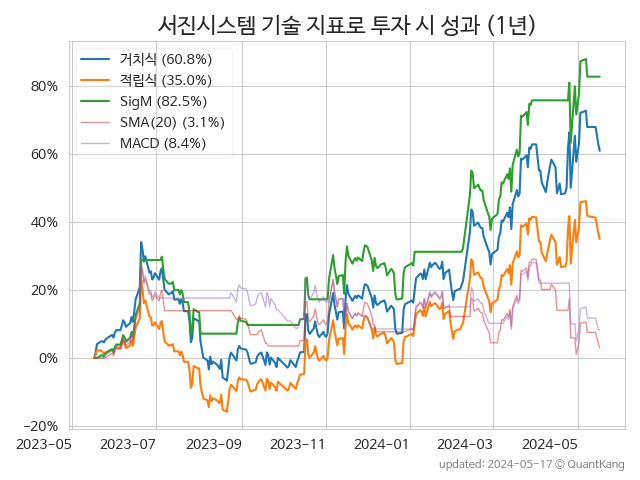 서진시스템 기술 지표로 투자 시 성과 (1년)
거치식 (60.8%)
적립식 (35.0%)
SigM (82.5%)
SMA(20) (3.1%)
MACD (8.4%)
80%
60%
40%
20%
0%
−20%
2023-05 2023-07 2023-09 2023-11 2024-01 2024-03 2024-05
updated: 2024-05-17 © QuantKang